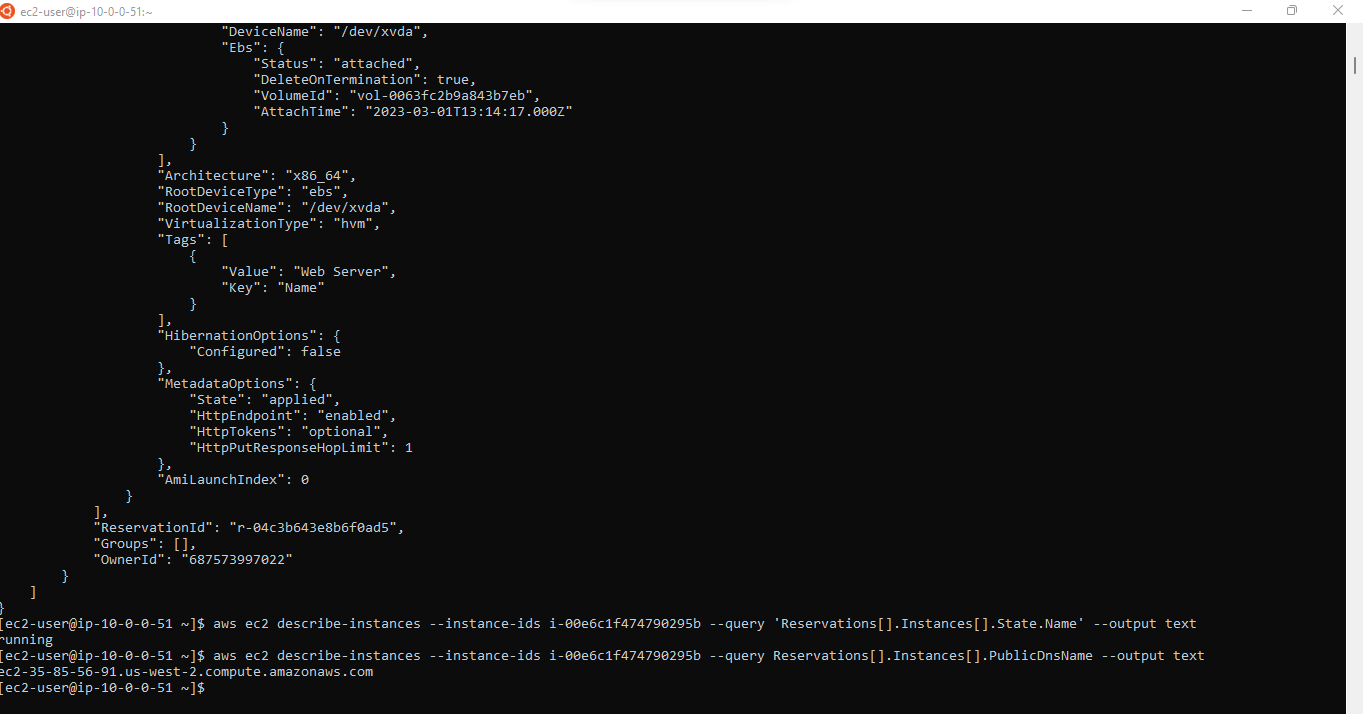 ec2-user@ip-10-0-0-51:~
"DeviceName": "/dev/xvda",
"Ebs": {
"Status": "attached",
"DeleteOnTermination": true,
"VolumeId": "vol-0063fc2b9a843b7eb",
"AttachTime": "2023-03-01T13:14:17.000Z"
}
}
],
"Architecture": "x86_64",
"RootDeviceType": "ebs",
"RootDeviceName": "/dev/xvda",
"VirtualizationType": "hvm",
"Tags": [
{
"Value": "Web Server",
"Key": "Name"
}
],
"HibernationOptions": {
"Configured": false
},
"MetadataOptions": {
"State": "applied",
"HttpEndpoint": "enabled",
"HttpTokens": "optional",
"HttpPutResponseHopLimit": 1
},
"AmiLaunchIndex": 0
}
],
"ReservationId": "r-04c3b643e8b6f0ad5",
"Groups": [],
"OwnerId": "687573997022"
}
]
}
[ec2-user@ip-10-0-0-51 ~]$ aws ec2 describe-instances --instance-ids i-00e6c1f474790295b --query 'Reservations[].Instances[].State.Name' --output text
running
[ec2-user@ip-10-0-0-51 ~]$ aws ec2 describe-instances --instance-ids i-00e6c1f474790295b --query Reservations[].Instances[].PublicDnsName --output text
ec2-35-85-56-91.us-west-2.compute.amazonaws.com
[ec2-user@ip-10-0-0-51 ~]$